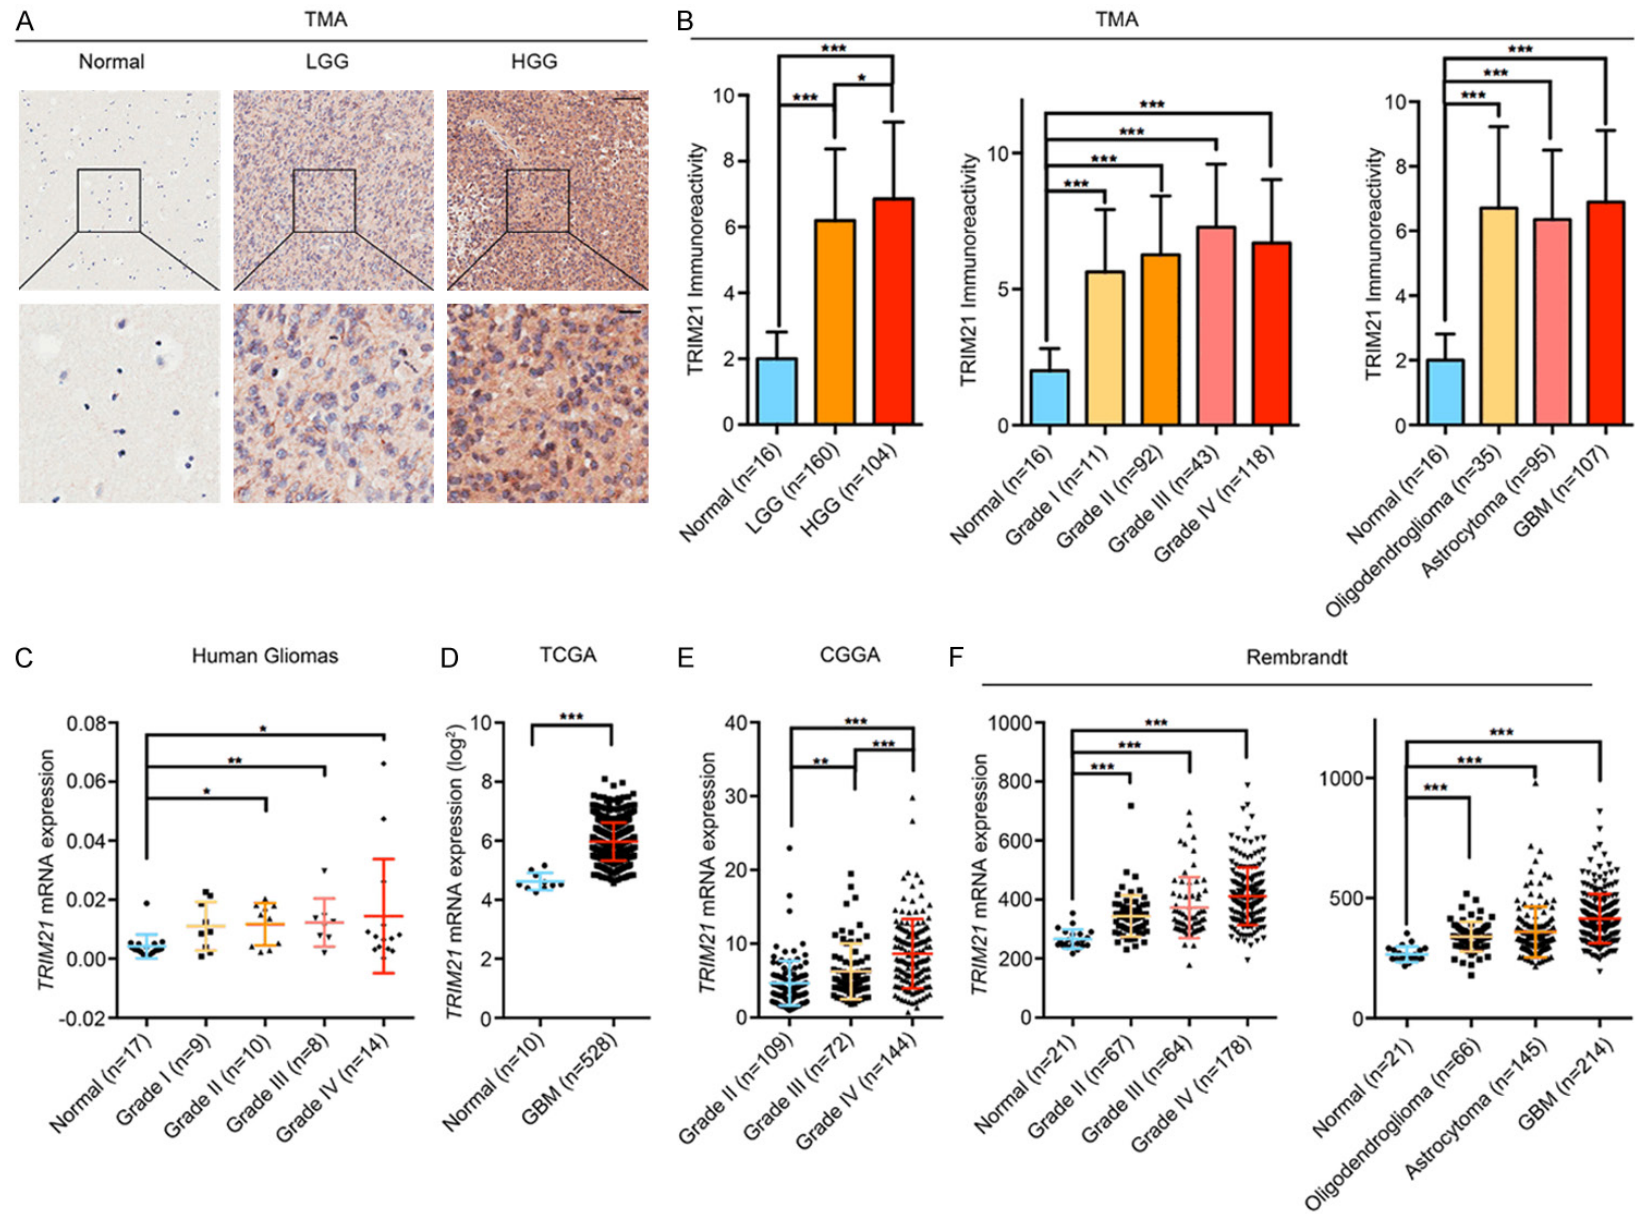 A
TMA
Normal
LGG
HGG
B
TMA
TRIM21 Immunoreactivity
10
8
6
4
2
0
***
*
***
Normal (n=16)
LGG (n=160)
HGG (n=104)
TRIM21 Immunoreactivity
10
5
0
***
***
***
***
Normal (n=16)
Grade I (n=11)
Grade II (n=92)
Grade III (n=43)
Grade IV (n=118)
TRIM21 Immunoreactivity
10
8
6
4
2
0
***
***
***
Normal (n=16)
Oligodendroglioma (n=35)
Astrocytoma (n=95)
GBM (n=107)
C
Human Gliomas
TRIM21 mRNA expression
0.08
0.06
0.04
0.02
0.00
-0.02
*
**
*
Normal (n=17)
Grade I (n=9)
Grade II (n=10)
Grade III (n=8)
Grade IV (n=14)
D
TCGA
TRIM21 mRNA expression (log²)
10
8
6
4
2
0
***
Normal (n=10)
GBM (n=528)
E
CGGA
TRIM21 mRNA expression
40
30
20
10
0
***
***
**
Grade II (n=109)
Grade III (n=72)
Grade IV (n=144)
F
Rembrandt
TRIM21 mRNA expression
1000
800
600
400
200
0
***
***
***
Normal (n=21)
Grade II (n=67)
Grade III (n=64)
Grade IV (n=178)
1000
500
0
***
***
***
Normal (n=21)
Oligodendroglioma (n=66)
Astrocytoma (n=145)
GBM (n=214)